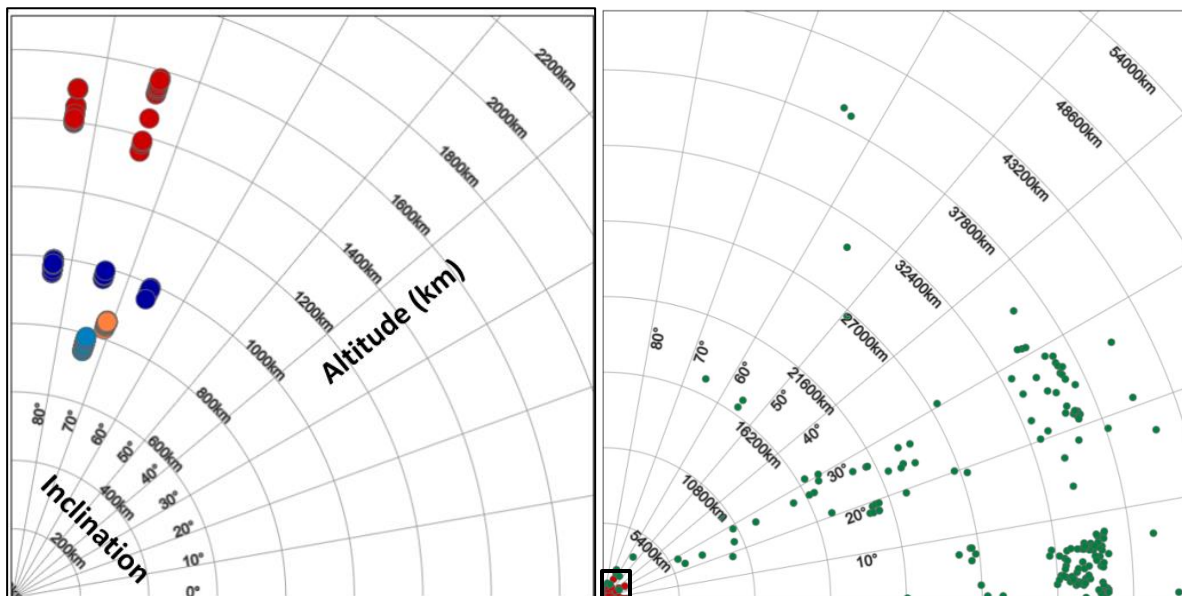 2200km
2000km
1800km
1600km
1400km
1200km
1000km
800km
600km
400km
200km
Altitude (km)
80°
70°
60°
50°
40°
30°
20°
10°
0°
Inclination
54000km
48600km
43200km
37800km
32400km
27000km
21600km
16200km
10800km
5400km
80°
70°
60°
50°
40°
30°
20°
10°